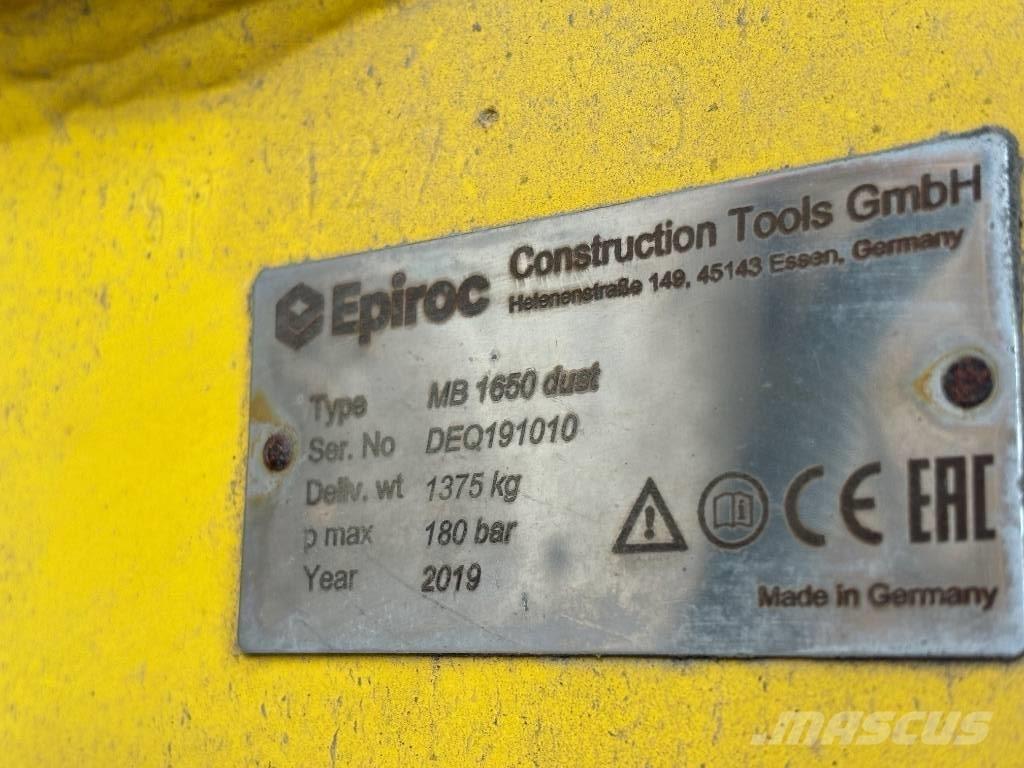 Epiroc Construction Tools GmbH
Helenenstraße 149, 45143 Essen, Germany
Type MB 1650 dust
Ser. No DEQ191010
Deliv. wt 1375 kg
p max 180 bar
Year 2019
CE EAC
Made in Germany
MASCUS